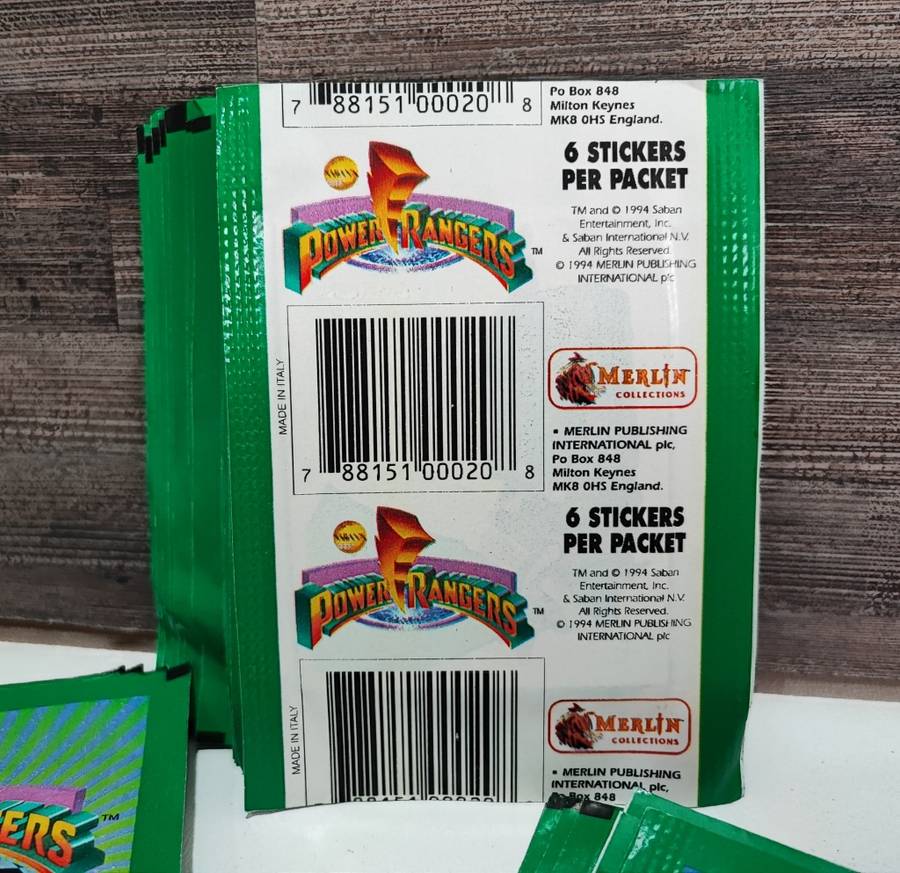 7 88151 00020 8
Po Box 848
Milton Keynes
MK8 0HS England.
6 STICKERS
PER PACKET
SABAN'S
POWER RANGERS TM
TM and © 1994 Saban
Entertainment, Inc.
& Saban International N.V.
All Rights Reserved.
© 1994 MERLIN PUBLISHING
INTERNATIONAL plc
MADE IN ITALY
7 88151 00020 8
MERLIN
COLLECTIONS
▪ MERLIN PUBLISHING
INTERNATIONAL plc,
Po Box 848
Milton Keynes
MK8 0HS England.
6 STICKERS
PER PACKET
SABAN'S
POWER RANGERS TM
TM and © 1994 Saban
Entertainment, Inc.
& Saban International N.V.
All Rights Reserved.
© 1994 MERLIN PUBLISHING
INTERNATIONAL plc
MADE IN ITALY
MERLIN
COLLECTIONS
▪ MERLIN PUBLISHING
INTERNATIONAL plc,
Po Box 848
ERS TM